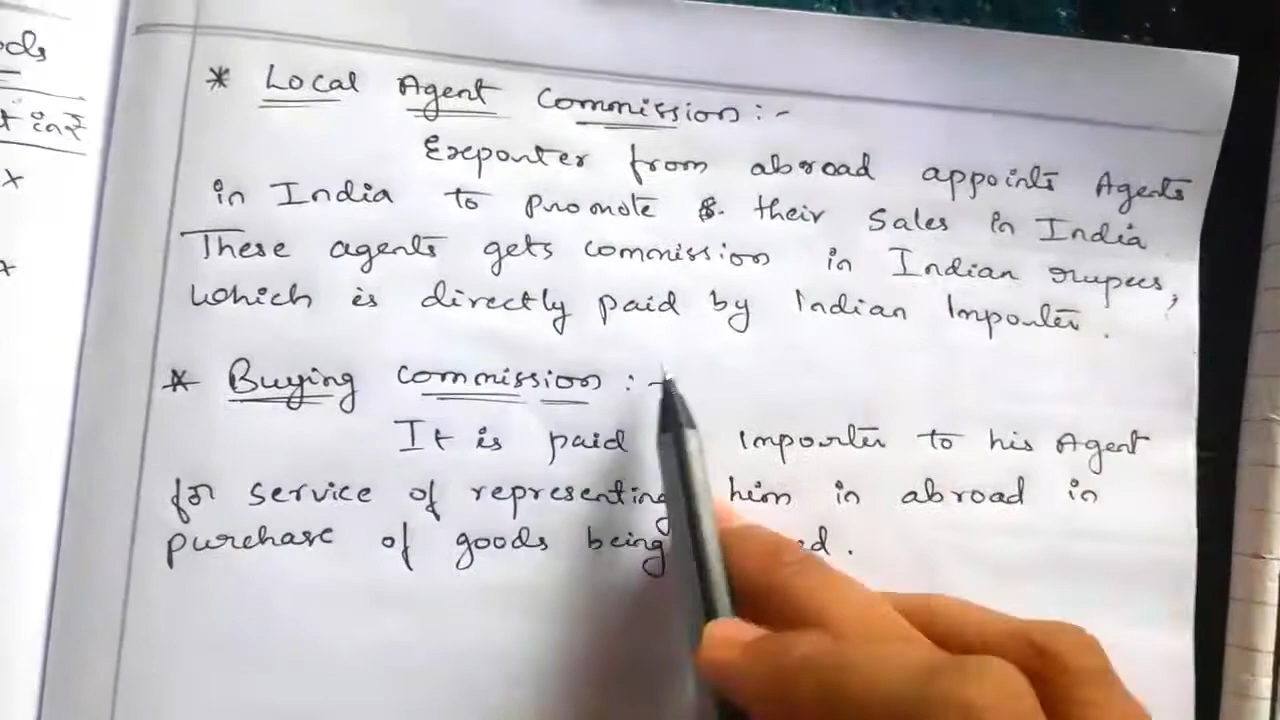 ods
* Local Agent Commission :-
Exporter from abroad appoints Agents
in India to promote & their Sales in India
These agents gets commission in Indian rupees,
which is directly paid by Indian Importer.
* Buying commission :-
It is paid importer to his Agent
for service of representing him in abroad in
purchase of goods being
x
x